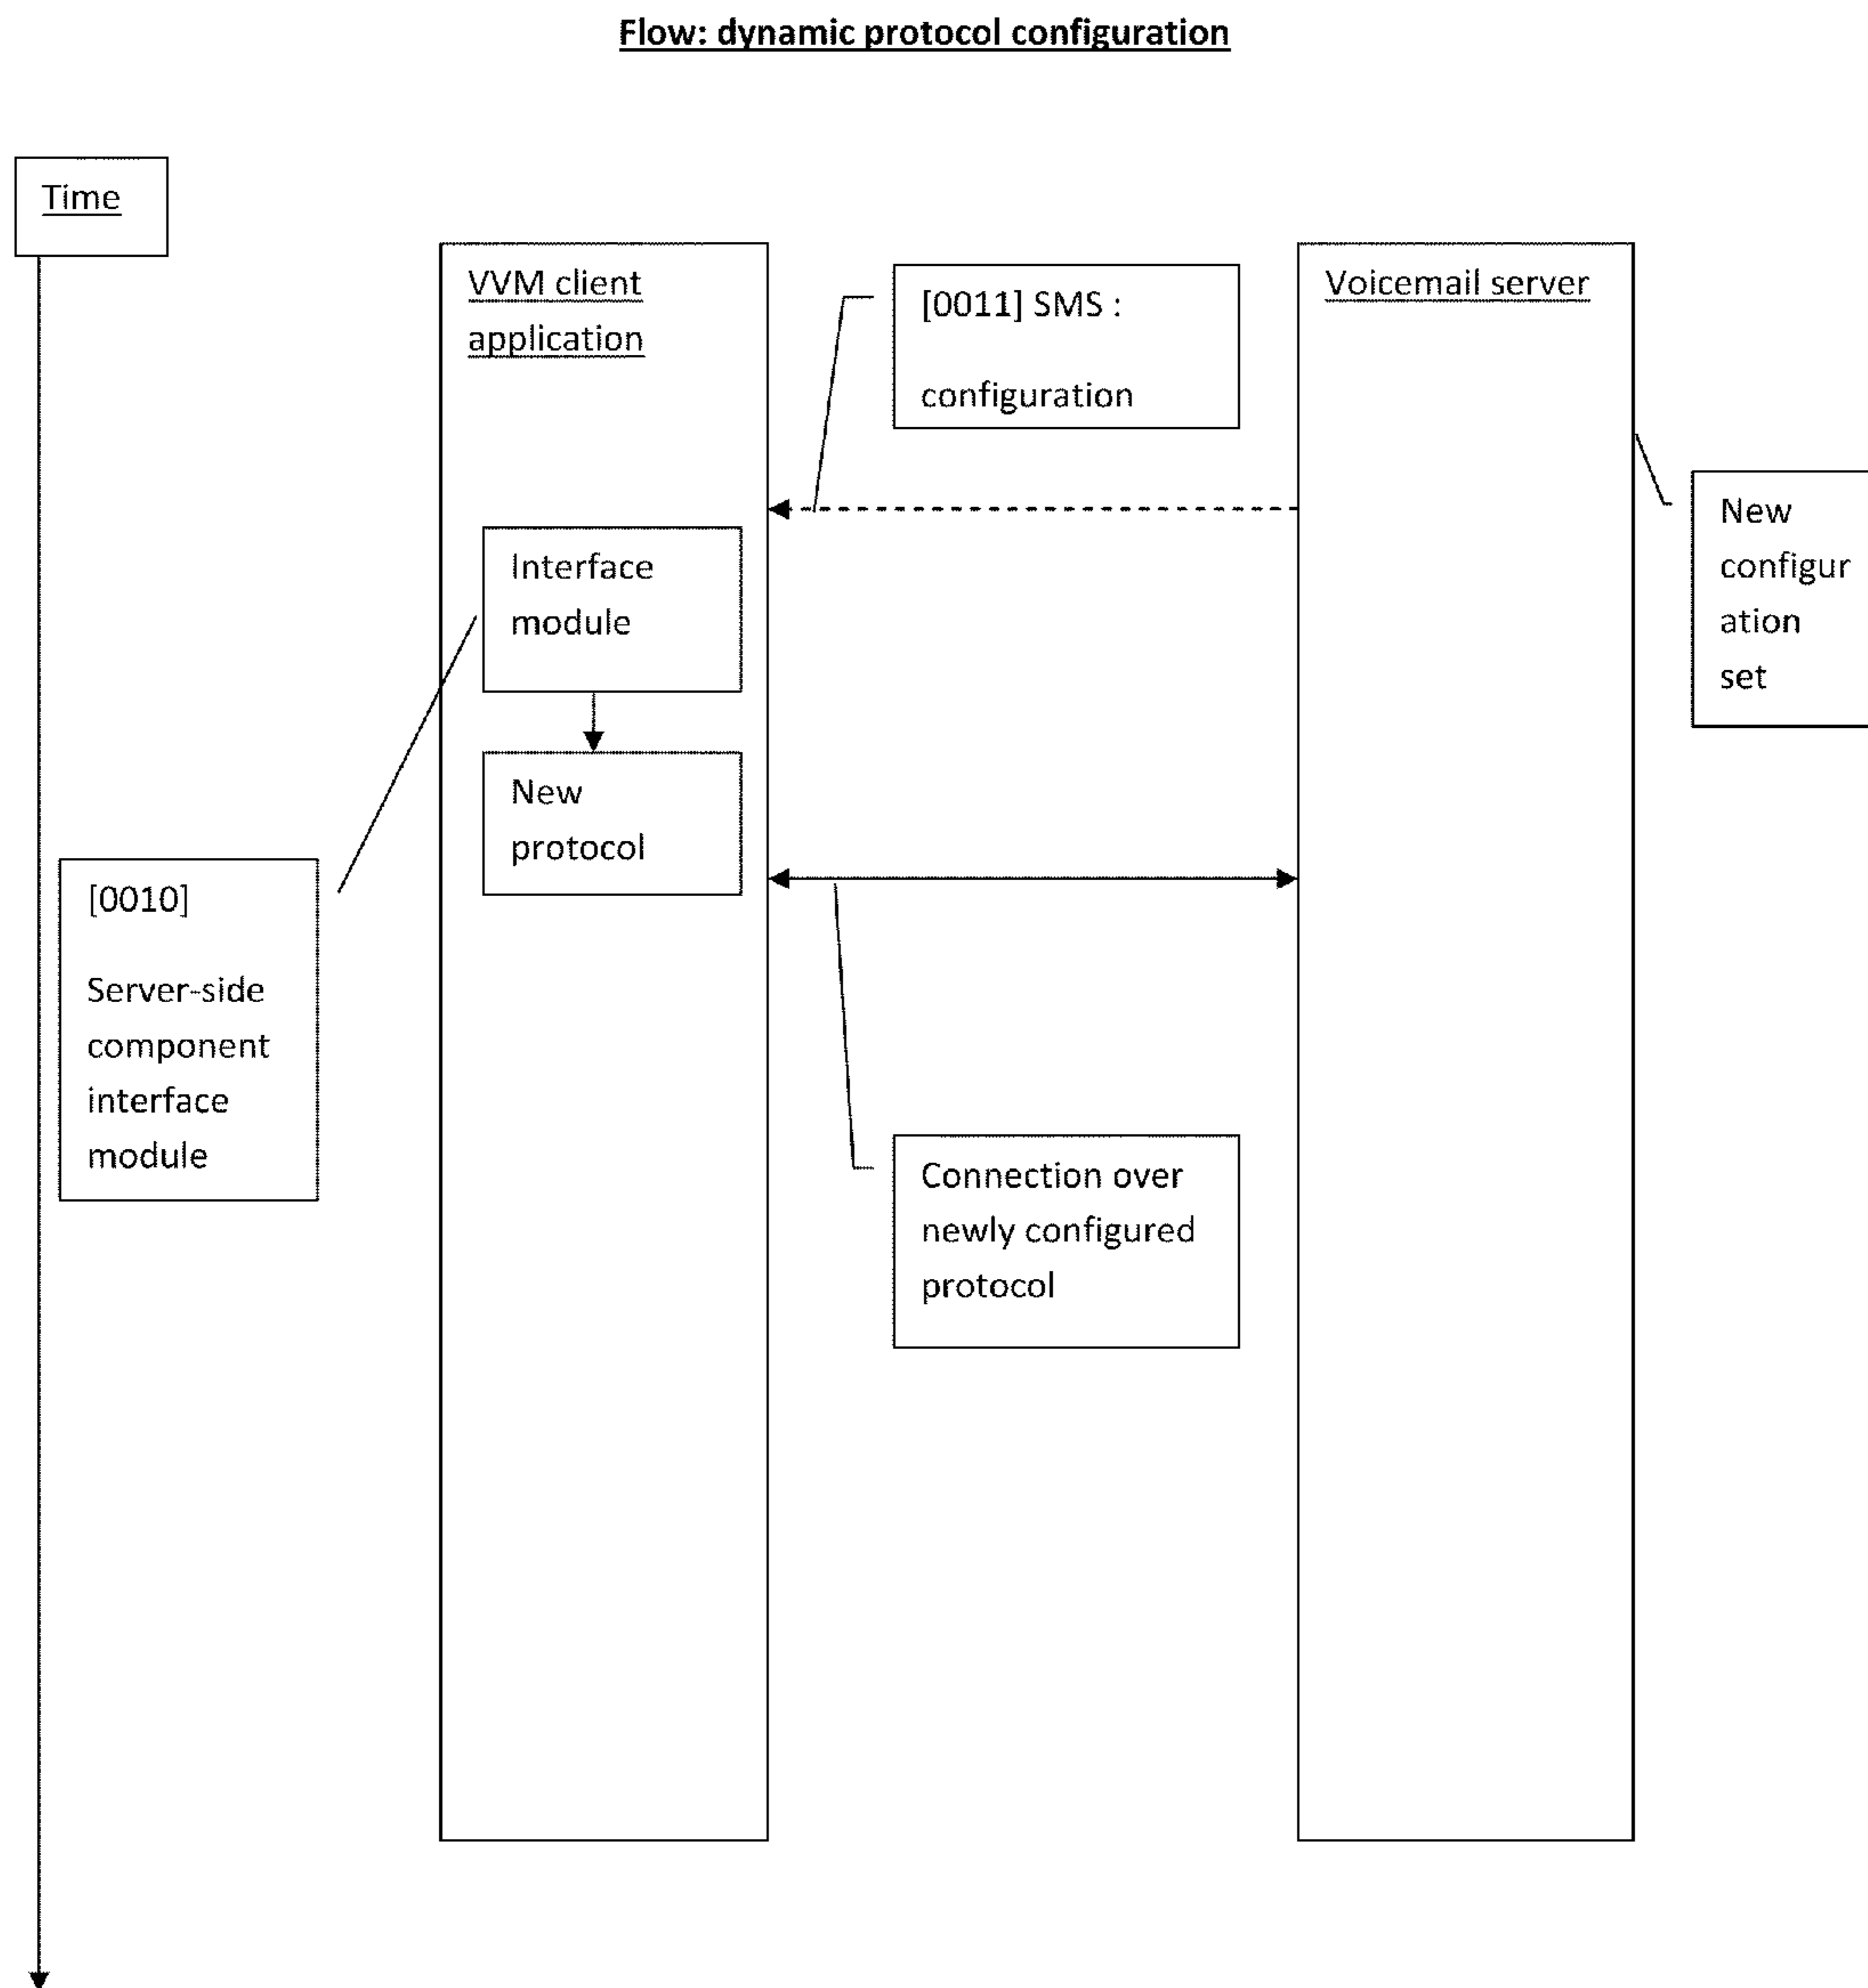 Flow: dynamic protocol configuration
Time
VVM client
application
[0011] SMS :
configuration
Voicemail server
New
configur
ation
set
Interface
module
New
protocol
[0010]
Server-side
component
interface
module
Connection over
newly configured
protocol